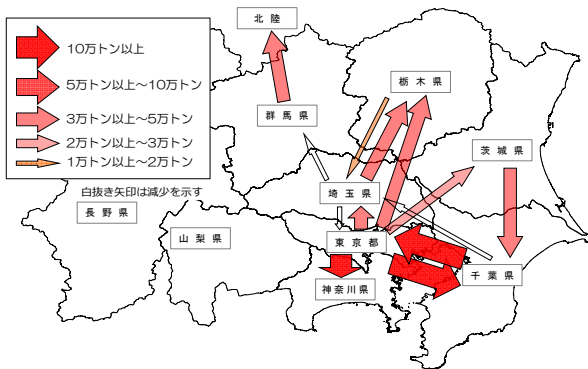 10万トン以上
5万トン以上～10万トン
3万トン以上～5万トン
2万トン以上～3万トン
1万トン以上～2万トン
白抜き矢印は減少を示す
北陸
栃木県
群馬県
茨城県
埼玉県
長野県
山梨県
東京都
千葉県
神奈川県